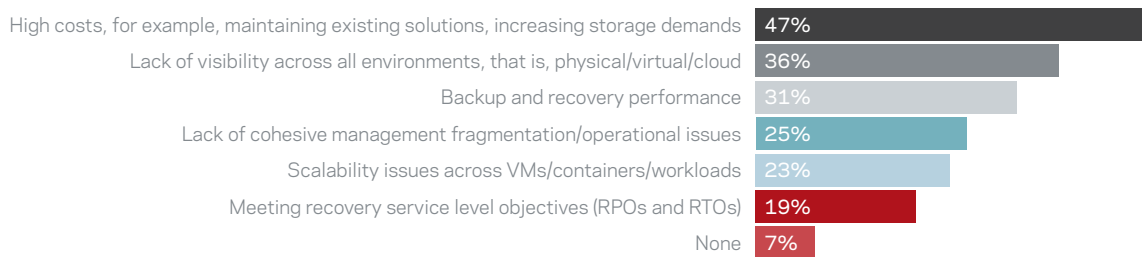 High costs, for example, maintaining existing solutions, increasing storage demands 47%
Lack of visibility across all environments, that is, physical/virtual/cloud 36%
Backup and recovery performance 31%
Lack of cohesive management fragmentation/operational issues 25%
Scalability issues across VMs/containers/workloads 23%
Meeting recovery service level objectives (RPOs and RTOs) 19%
None 7%